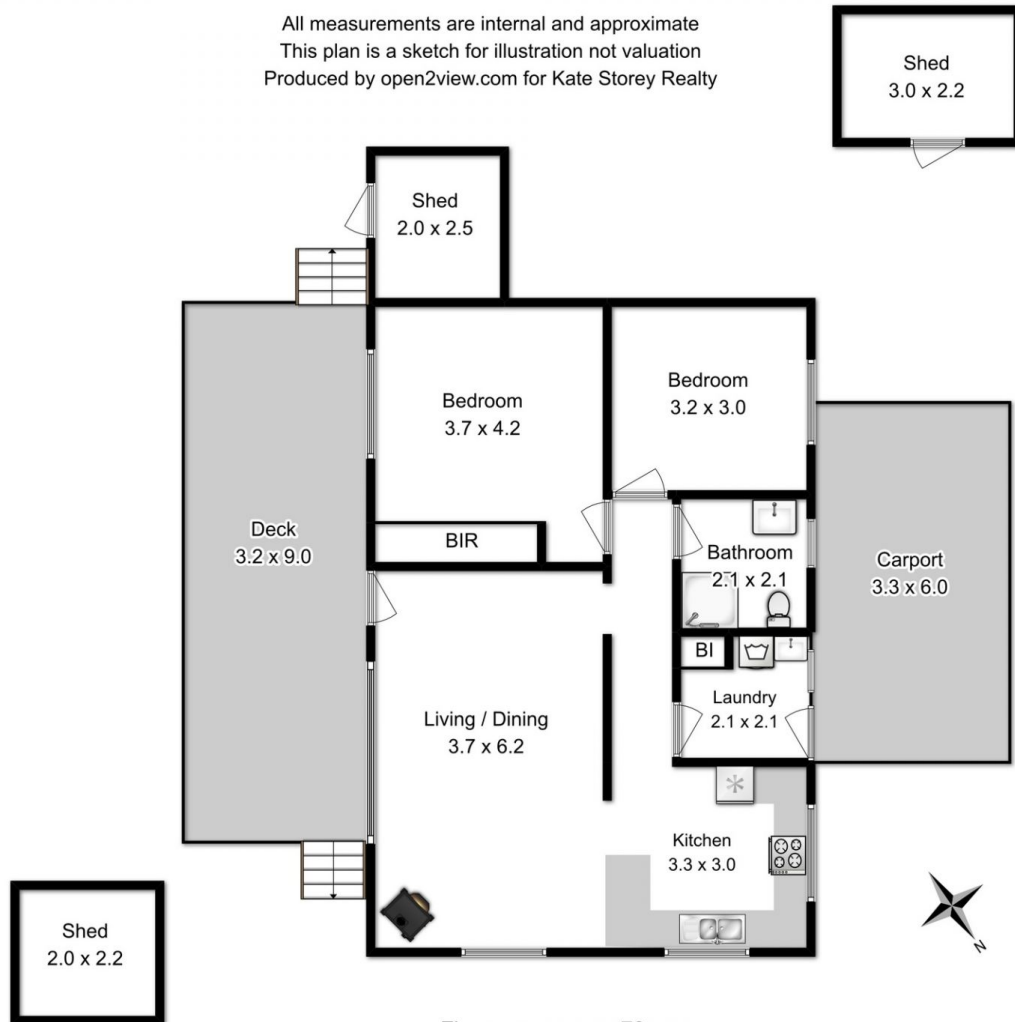 All measurements are internal and approximate
This plan is a sketch for illustration not valuation
Produced by open2view.com for Kate Storey Realty
Shed
3.0 x 2.2
Shed
2.0 x 2.5
Bedroom
3.7 x 4.2
Bedroom
3.2 x 3.0
Deck
3.2 x 9.0
BIR
Bathroom
2.1 x 2.1
Carport
3.3 x 6.0
BI
Laundry
2.1 x 2.1
Living / Dining
3.7 x 6.2
Kitchen
3.3 x 3.0
Shed
2.0 x 2.2
N